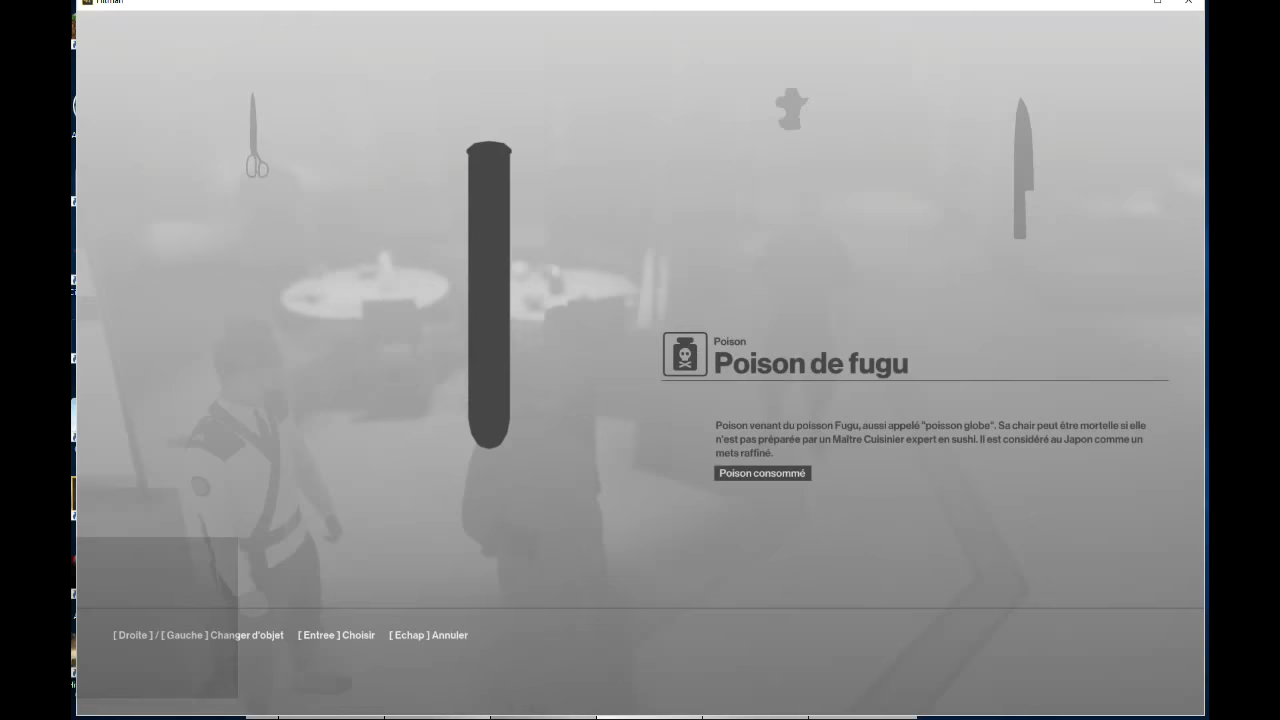 Hitman
Poison
Poison de fugu
Poison venant du poisson Fugu, aussi appelé "poisson globe". Sa chair peut être mortelle si elle
n'est pas préparée par un Maître Cuisinier expert en sushi. Il est considéré au Japon comme un
mets raffiné.
Poison consommé
[ Droite ] / [ Gauche ] Changer d'objet [ Entree ] Choisir [ Echap ] Annuler